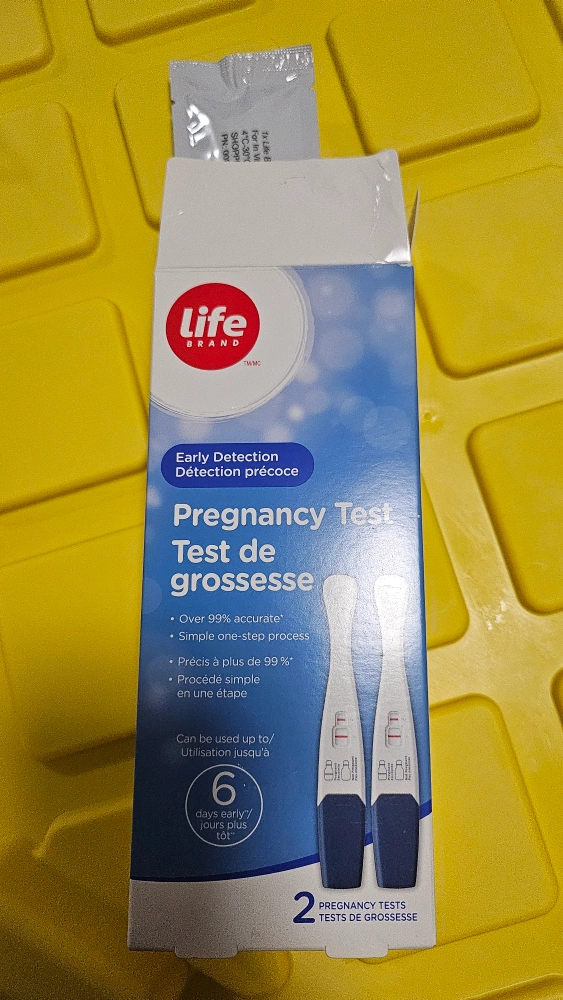 4°C-30°C
life
BRAND
TM/MC
Early Detection
Détection précoce
Pregnancy Test
Test de
grossesse
• Over 99% accurate*
• Simple one-step process
• Précis à plus de 99 %*
• Procédé simple
en une étape
Can be used up to/
Utilisation jusqu'à
6
days early**/
jours plus
tôt**
2 PREGNANCY TESTS
TESTS DE GROSSESSE